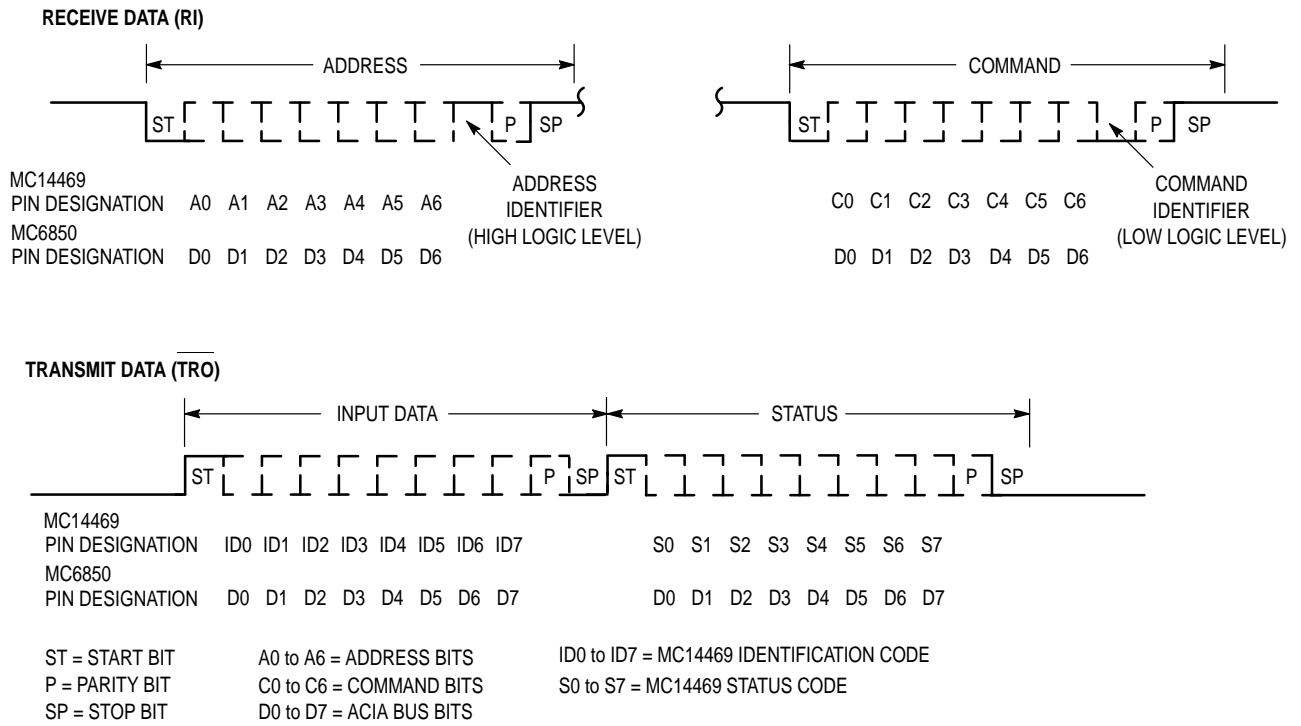 RECEIVE DATA (RI)
ADDRESS
COMMAND
ST P SP
ST P SP
ADDRESS
IDENTIFIER
(HIGH LOGIC LEVEL)
COMMAND
IDENTIFIER
(LOW LOGIC LEVEL)
MC14469
PIN DESIGNATION A0 A1 A2 A3 A4 A5 A6
C0 C1 C2 C3 C4 C5 C6
MC6850
PIN DESIGNATION D0 D1 D2 D3 D4 D5 D6
D0 D1 D2 D3 D4 D5 D6
TRANSMIT DATA (T̅R̅O̅)
INPUT DATA
STATUS
ST P SP ST P SP
MC14469
PIN DESIGNATION ID0 ID1 ID2 ID3 ID4 ID5 ID6 ID7 S0 S1 S2 S3 S4 S5 S6 S7
MC6850
PIN DESIGNATION D0 D1 D2 D3 D4 D5 D6 D7 D0 D1 D2 D3 D4 D5 D6 D7
ST = START BIT A0 to A6 = ADDRESS BITS ID0 to ID7 = MC14469 IDENTIFICATION CODE
P = PARITY BIT C0 to C6 = COMMAND BITS S0 to S7 = MC14469 STATUS CODE
SP = STOP BIT D0 to D7 = ACIA BUS BITS